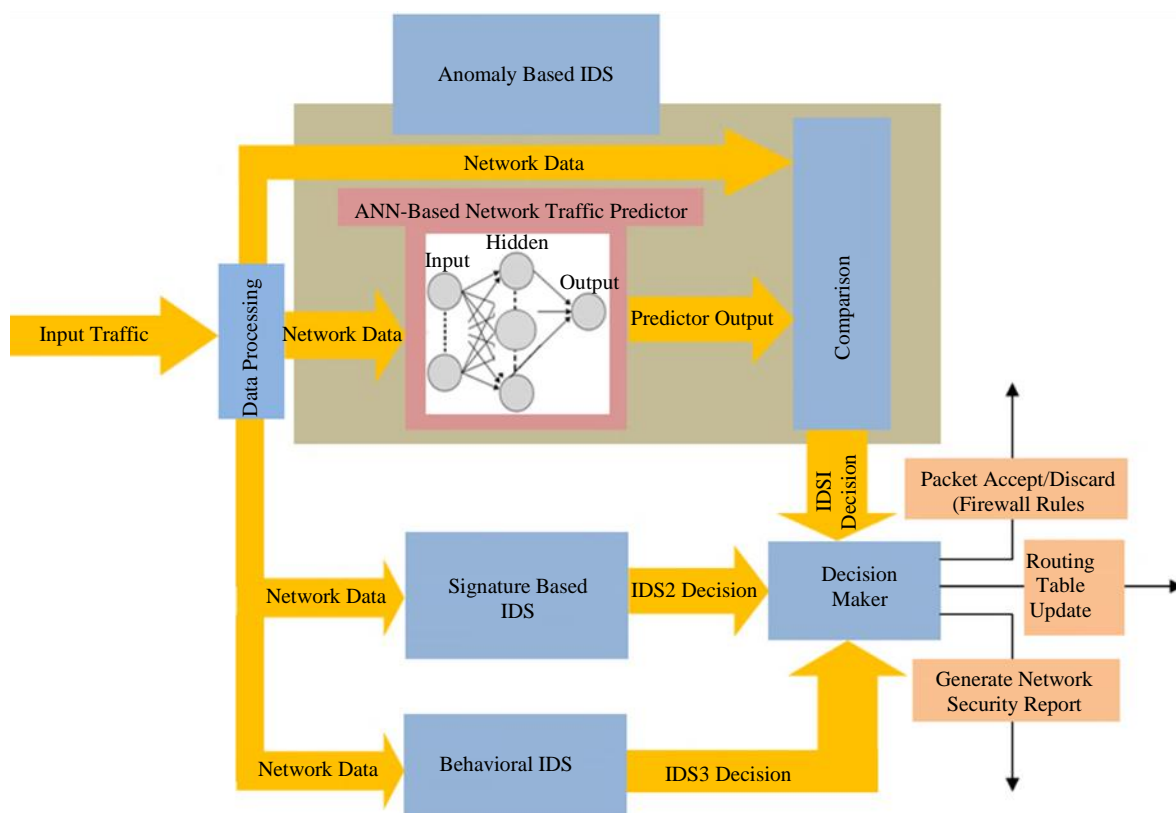 Anomaly Based IDS
Network Data
ANN-Based Network Traffic Predictor
Hidden
Input
Output
Input Traffic
Data Processing
Network Data
Predictor Output
Comparison
IDSI
Decision
Packet Accept/Discard
(Firewall Rules
Network Data
Signature Based
IDS
IDS2 Decision
Decision
Maker
Routing
Table
Update
Generate Network
Security Report
Network Data
Behavioral IDS
IDS3 Decision